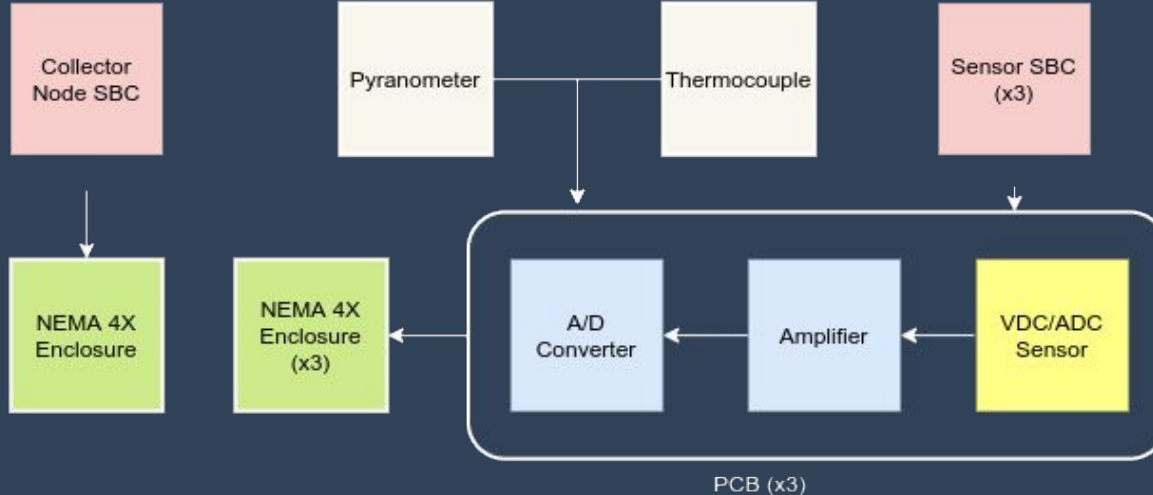 Collector
Node SBC
Pyranometer
Thermocouple
Sensor SBC
(x3)
NEMA 4X
Enclosure
NEMA 4X
Enclosure
(x3)
A/D
Converter
Amplifier
VDC/ADC
Sensor
PCB (x3)